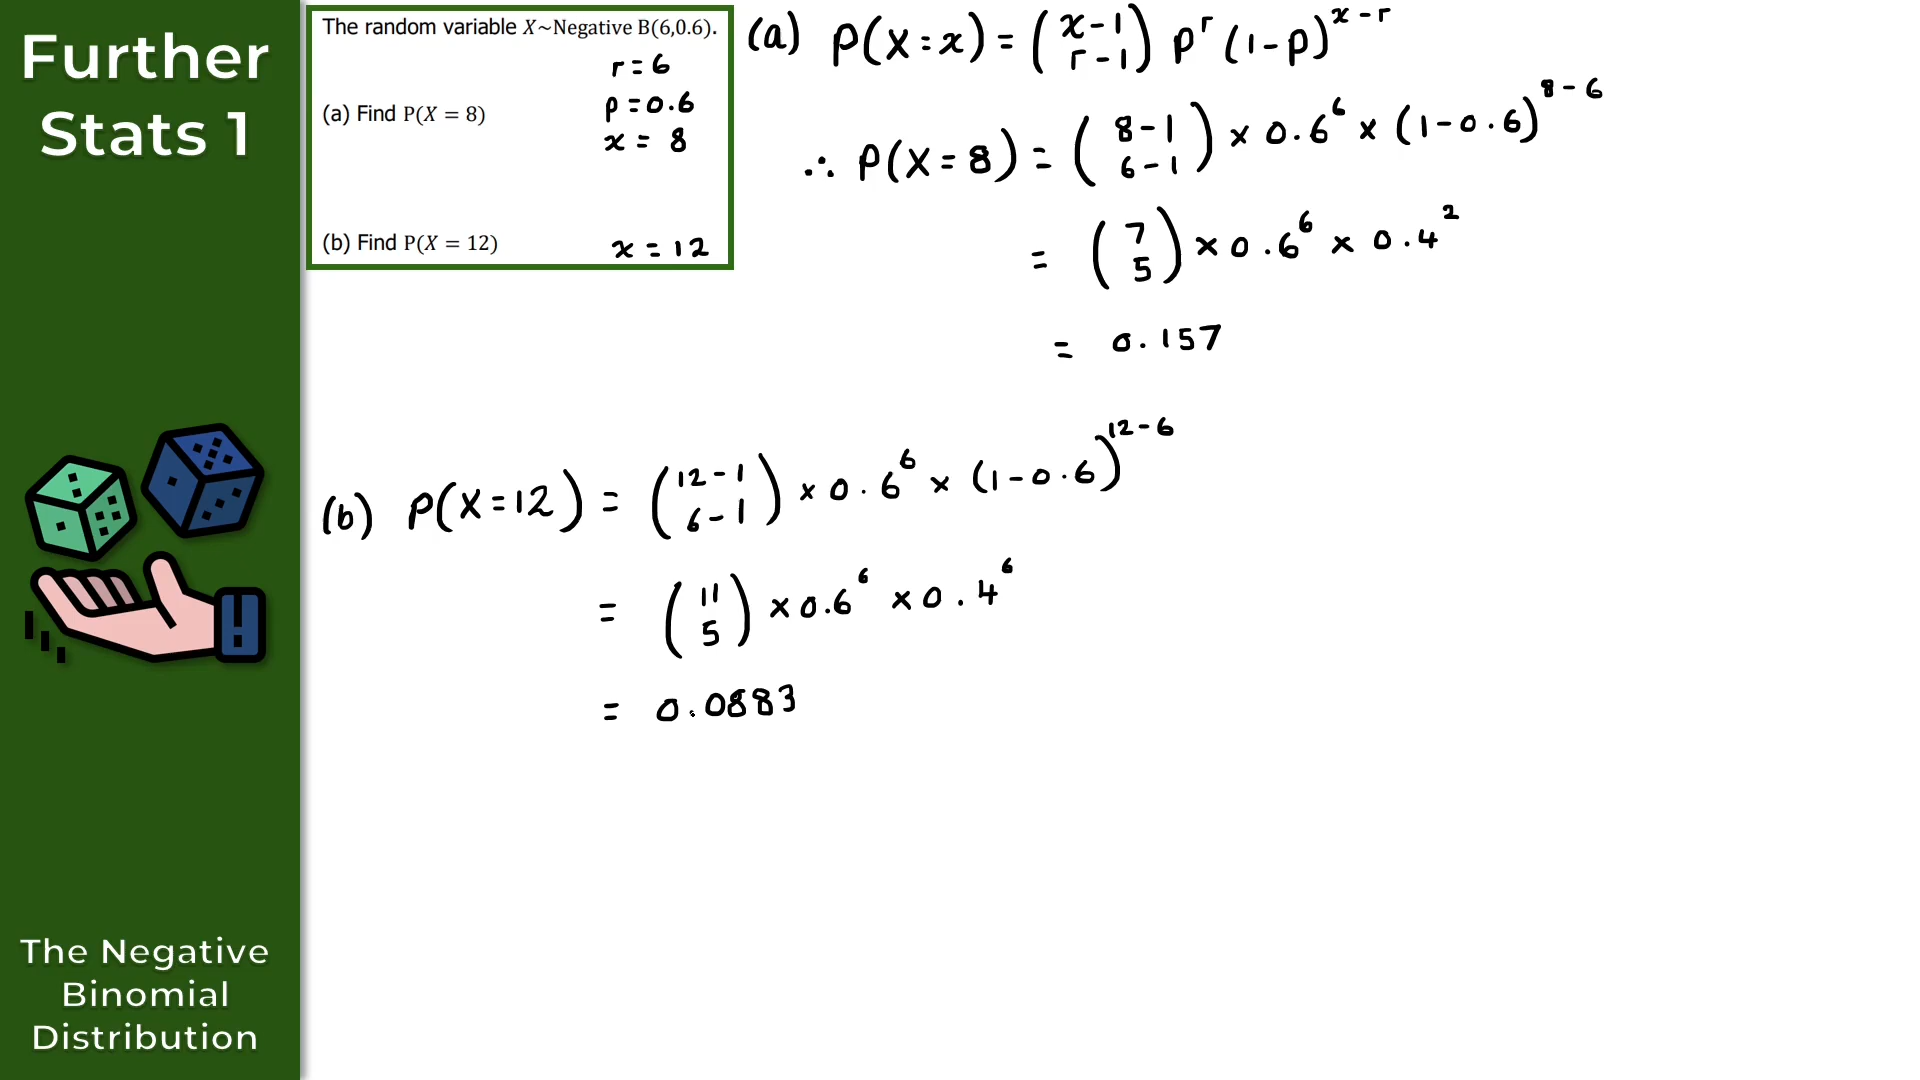 Further
Stats 1
The random variable X~Negative B(6,0.6).
r = 6
p = 0.6
(a) Find P(X = 8)
x = 8
(b) Find P(X = 12)
x = 12
(a) P(X = x) = (x-1 r-1) p^r (1-p)^(x-r)
∴ P(X = 8) = (8-1 6-1) × 0.6^6 × (1-0.6)^(8-6)
= (7 5) × 0.6^6 × 0.4^2
= 0.157
(b) P(X = 12) = (12-1 6-1) × 0.6^6 × (1-0.6)^(12-6)
= (11 5) × 0.6^6 × 0.4^6
= 0.0883
The Negative
Binomial
Distribution